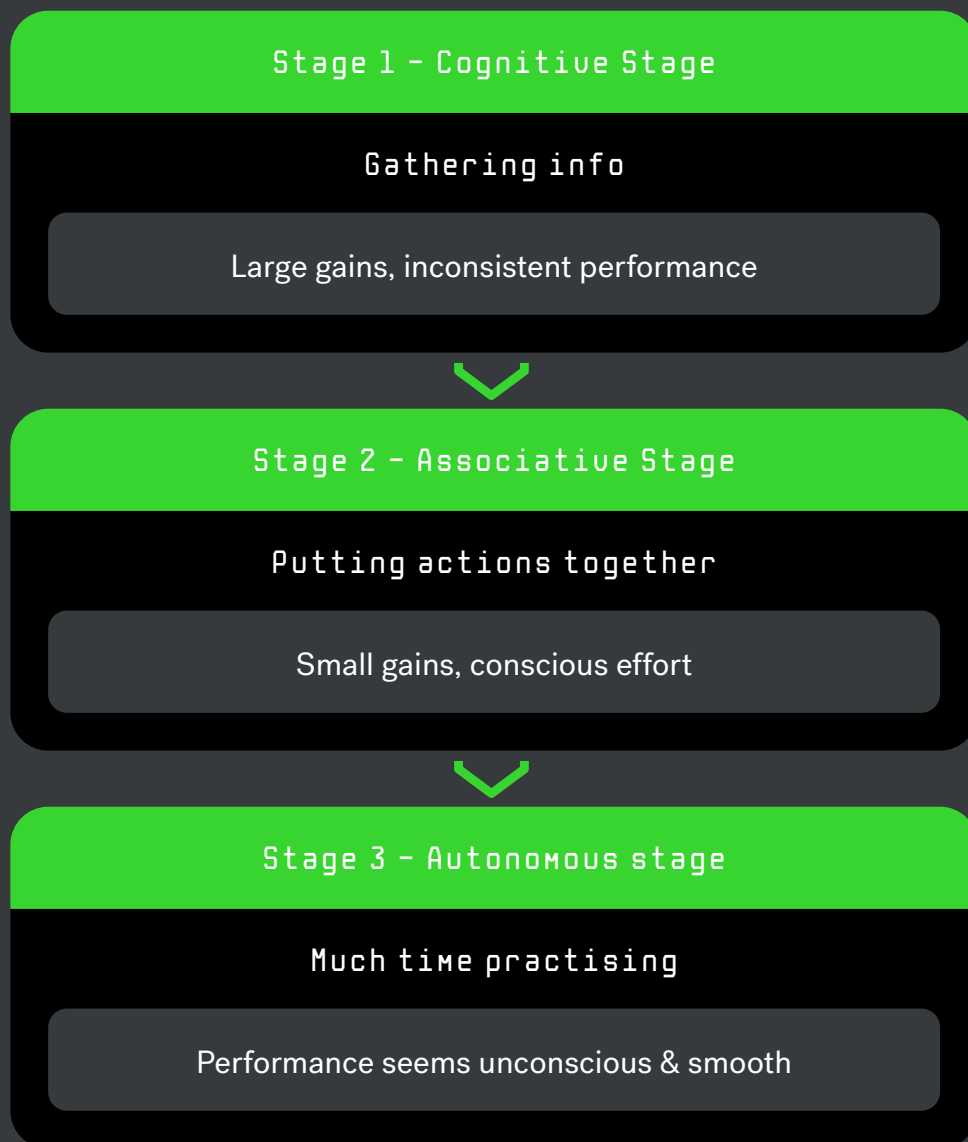 Stage 1 - Cognitive Stage
Gathering info
Large gains, inconsistent performance
Stage 2 - Associative Stage
Putting actions together
Small gains, conscious effort
Stage 3 - Autonomous stage
Much time practising
Performance seems unconscious & smooth